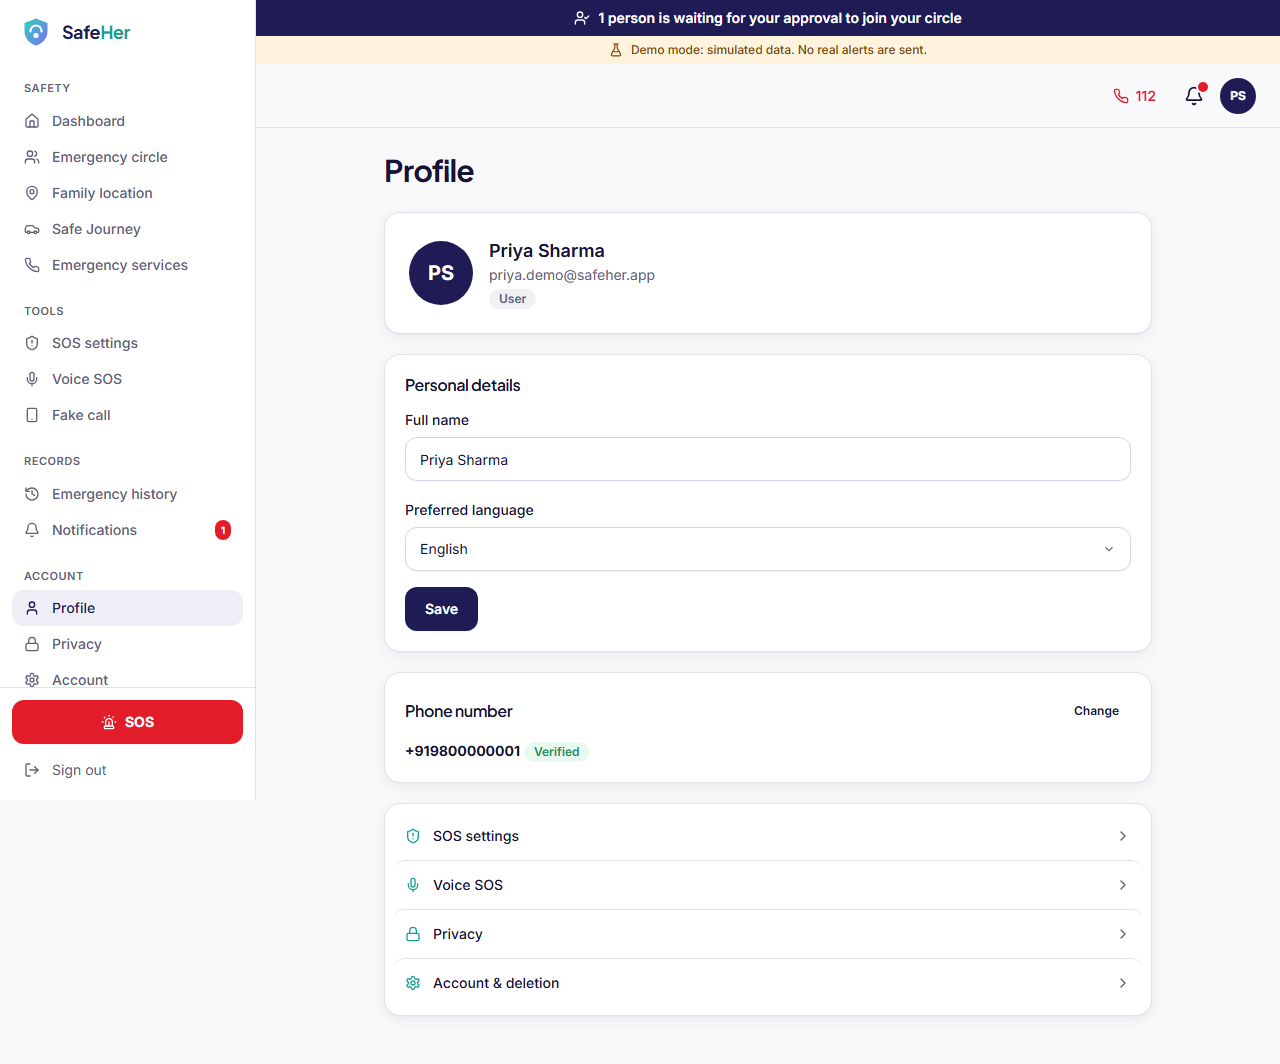 SafeHer
SAFETY
Dashboard
Emergency circle
Family location
Safe Journey
Emergency services
TOOLS
SOS settings
Voice SOS
Fake call
RECORDS
Emergency history
Notifications 1
ACCOUNT
Profile
Privacy
Account
SOS
Sign out
1 person is waiting for your approval to join your circle
Demo mode: simulated data. No real alerts are sent.
112
PS
Profile
PS
Priya Sharma
priya.demo@safeher.app
User
Personal details
Full name
Priya Sharma
Preferred language
English
Save
Phone number Change
+919800000001 Verified
SOS settings
Voice SOS
Privacy
Account & deletion